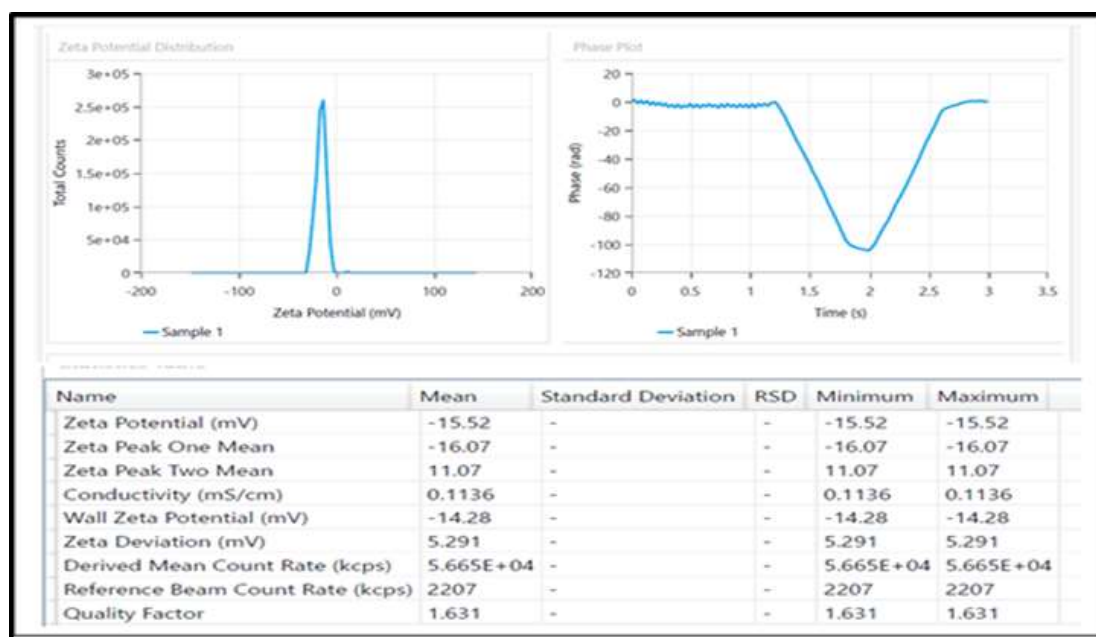 Zeta Potential Distribution
Total Counts
3e+05
2.5e+05
2e+05
1.5e+05
1e+05
5e+04
0
-200 -100 0 100 200
Zeta Potential (mV)
Sample 1
Phase Plot
Phase (rad)
20
0
-20
-40
-60
-80
-100
-120
0 0.5 1 1.5 2 2.5 3 3.5
Time (s)
Sample 1
Name Mean Standard Deviation RSD Minimum Maximum
Zeta Potential (mV) -15.52 - - -15.52 -15.52
Zeta Peak One Mean -16.07 - - -16.07 -16.07
Zeta Peak Two Mean 11.07 - - 11.07 11.07
Conductivity (mS/cm) 0.1136 - - 0.1136 0.1136
Wall Zeta Potential (mV) -14.28 - - -14.28 -14.28
Zeta Deviation (mV) 5.291 - - 5.291 5.291
Derived Mean Count Rate (kcps) 5.665E+04 - - 5.665E+04 5.665E+04
Reference Beam Count Rate (kcps) 2207 - - 2207 2207
Quality Factor 1.631 - - 1.631 1.631